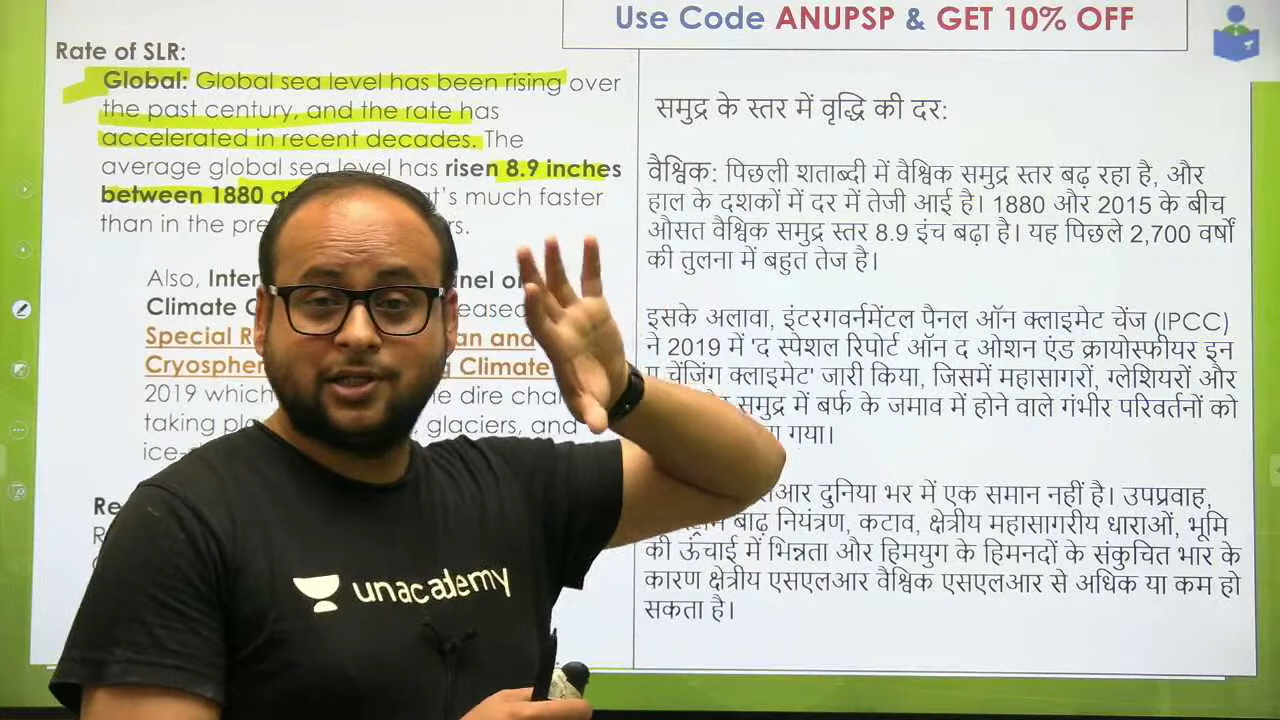 Use Code ANUPSP & GET 10% OFF
Rate of SLR:
Global: Global sea level has been rising over
the past century, and the rate has
accelerated in recent decades. The
average global sea level has risen 8.9 inches
between 1880 much faster
than in the
Also,
Climate
Special
2019 which dire
taking glaciers, and
समुद्र के स्तर में वृद्धि की दर:
वैश्विक: पिछली शताब्दी में वैश्विक समुद्र स्तर बढ़ रहा है, और
हाल के दशकों में दर में तेजी आई है। 1880 और 2015 के बीच
औसत वैश्विक समुद्र स्तर 8.9 इंच बढ़ा है। यह पिछले 2,700 वर्षों
की तुलना में बहुत तेज है।
इसके अलावा, इंटरगवर्नमेंटल पैनल ऑन क्लाइमेट चेंज (IPCC)
ने 2019 में 'द स्पेशल रिपोर्ट ऑन द ओशन एंड क्रायोस्फीयर इन
चेंजिंग क्लाइमेट' जारी किया, जिसमें महासागरों, ग्लेशियरों और
समुद्र में बर्फ के जमाव में होने वाले गंभीर परिवर्तनों को
गया।
दुनिया भर में एक समान नहीं है। उपप्रवाह,
बाढ़ नियंत्रण, कटाव, क्षेत्रीय महासागरीय धाराओं, भूमि
की ऊंचाई में भिन्नता और हिमयुग के हिमनदों के संकुचित भार के
कारण क्षेत्रीय एसएलआर वैश्विक एसएलआर से अधिक या कम हो
सकता है।
unacademy